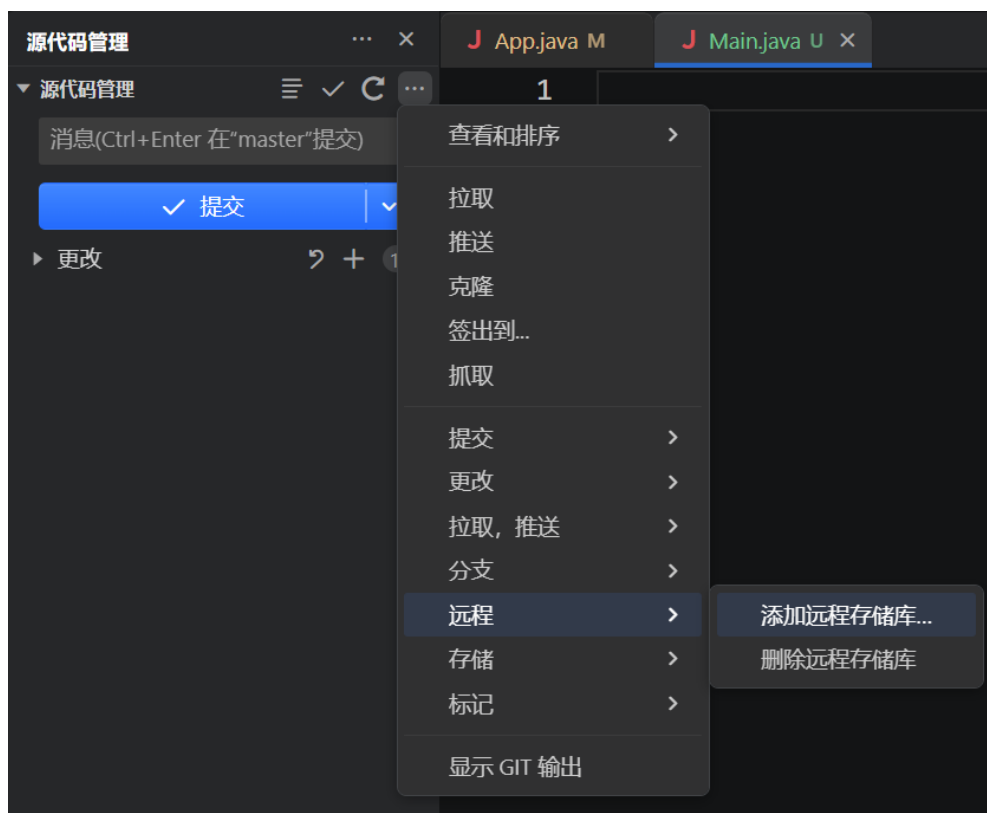 源代码管理
J App.java M
J Main.java U
源代码管理
1
消息(Ctrl+Enter 在“master”提交)
提交
更改
1
查看和排序
拉取
推送
克隆
签出到...
抓取
提交
更改
拉取，推送
分支
远程
添加远程存储库...
存储
删除远程存储库
标记
显示 GIT 输出